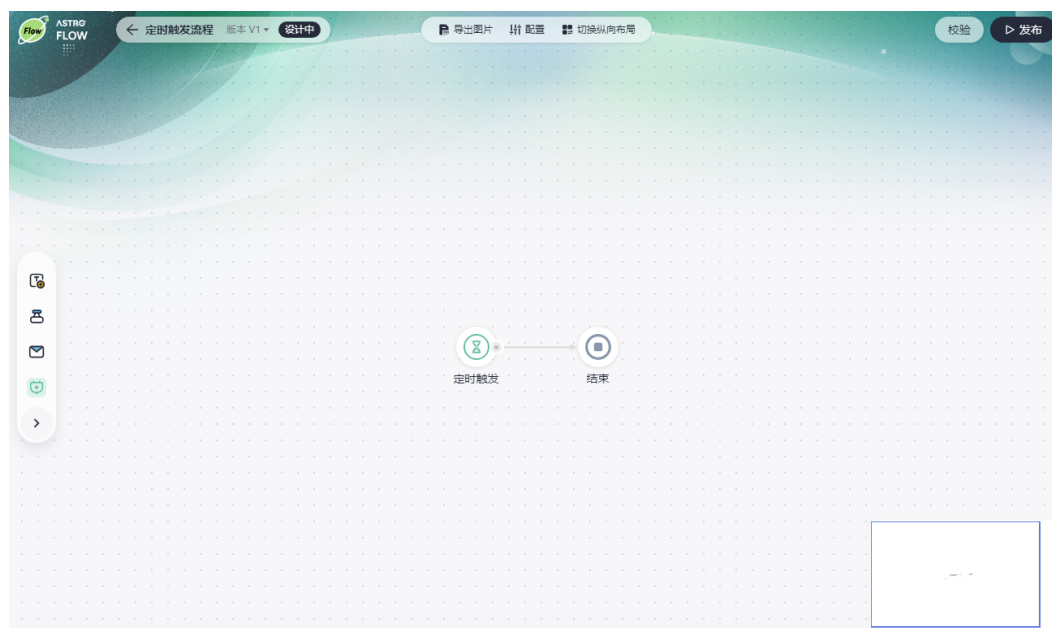 Flow
ASTRO
FLOW
定时触发流程 版本 V1 设计中
导出图片 配置 切换纵向布局
校验 发布
定时触发 结束